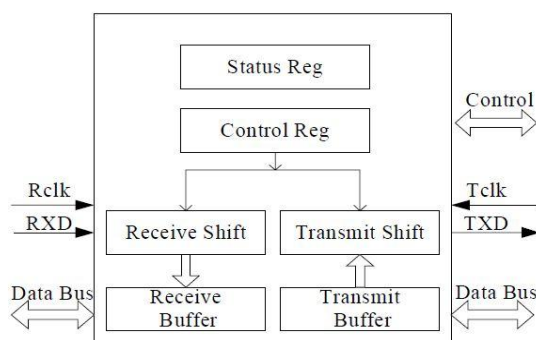 Status Reg
Control
Control Reg
Rclk
Tclk
RXD
Receive Shift
Transmit Shift
TXD
Data Bus
Receive
Buffer
Transmit
Buffer
Data Bus